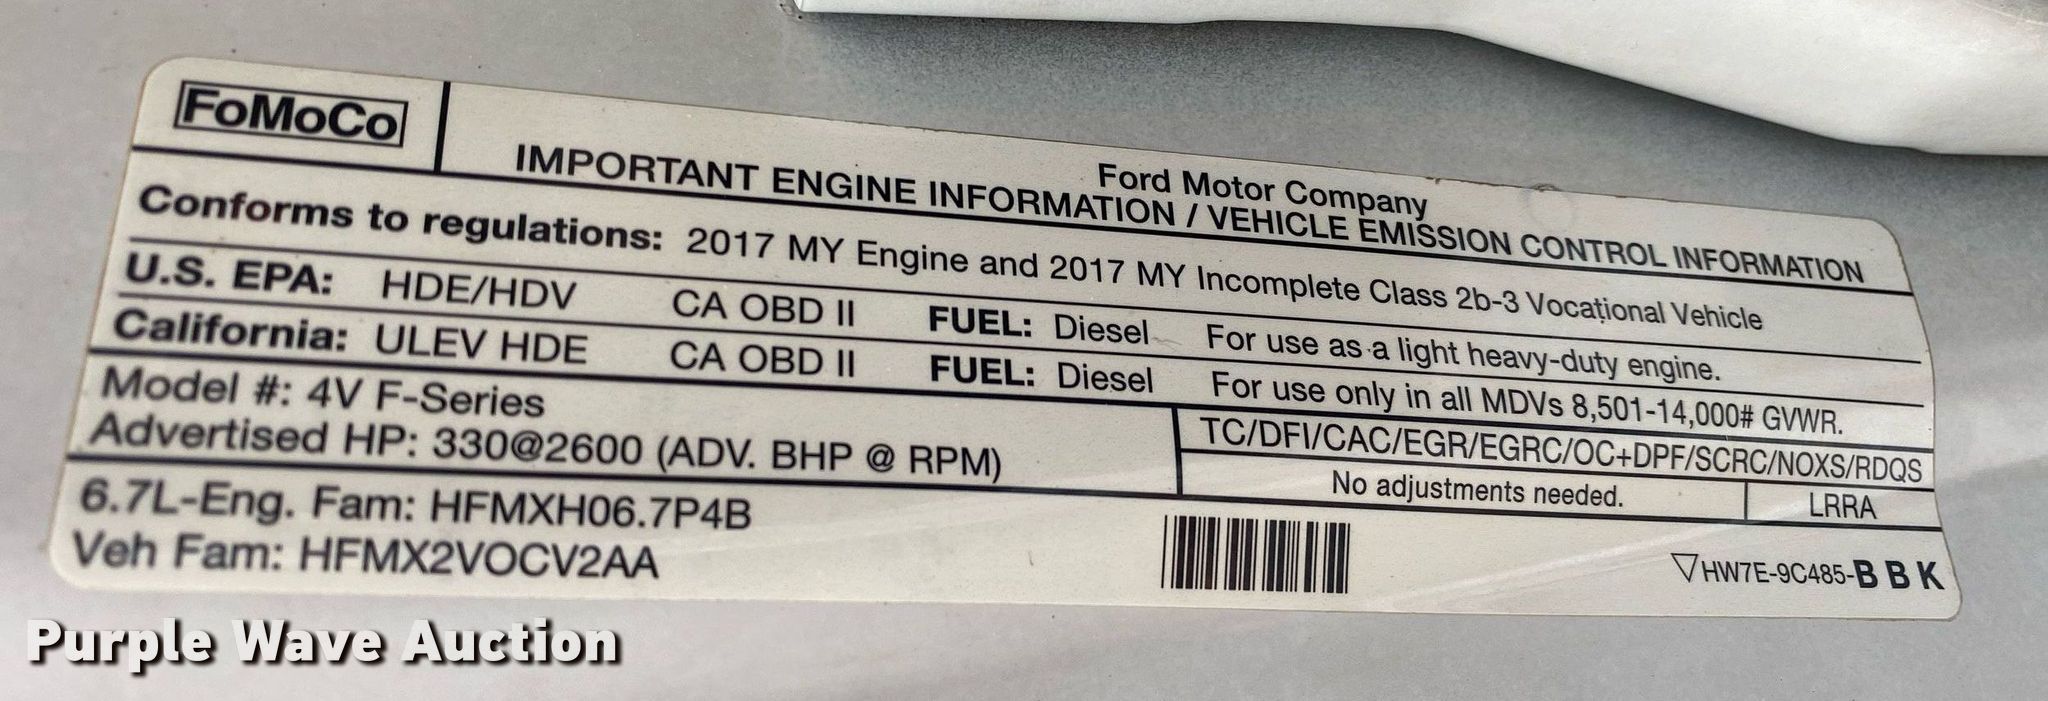 FoMoCo
Ford Motor Company
IMPORTANT ENGINE INFORMATION / VEHICLE EMISSION CONTROL INFORMATION
Conforms to regulations: 2017 MY Engine and 2017 MY Incomplete Class 2b-3 Vocational Vehicle
U.S. EPA: HDE/HDV CA OBD II FUEL: Diesel For use as a light heavy-duty engine.
California: ULEV HDE CA OBD II FUEL: Diesel For use only in all MDVs 8,501-14,000# GVWR.
Model #: 4V F-Series
TC/DFI/CAC/EGR/EGRC/OC+DPF/SCRC/NOXS/RDQS
Advertised HP: 330@2600 (ADV. BHP @ RPM)
No adjustments needed. LRRA
6.7L-Eng. Fam: HFMXH06.7P4B
Veh Fam: HFMX2VOCV2AA
▽HW7E-9C485-B B K
Purple Wave Auction